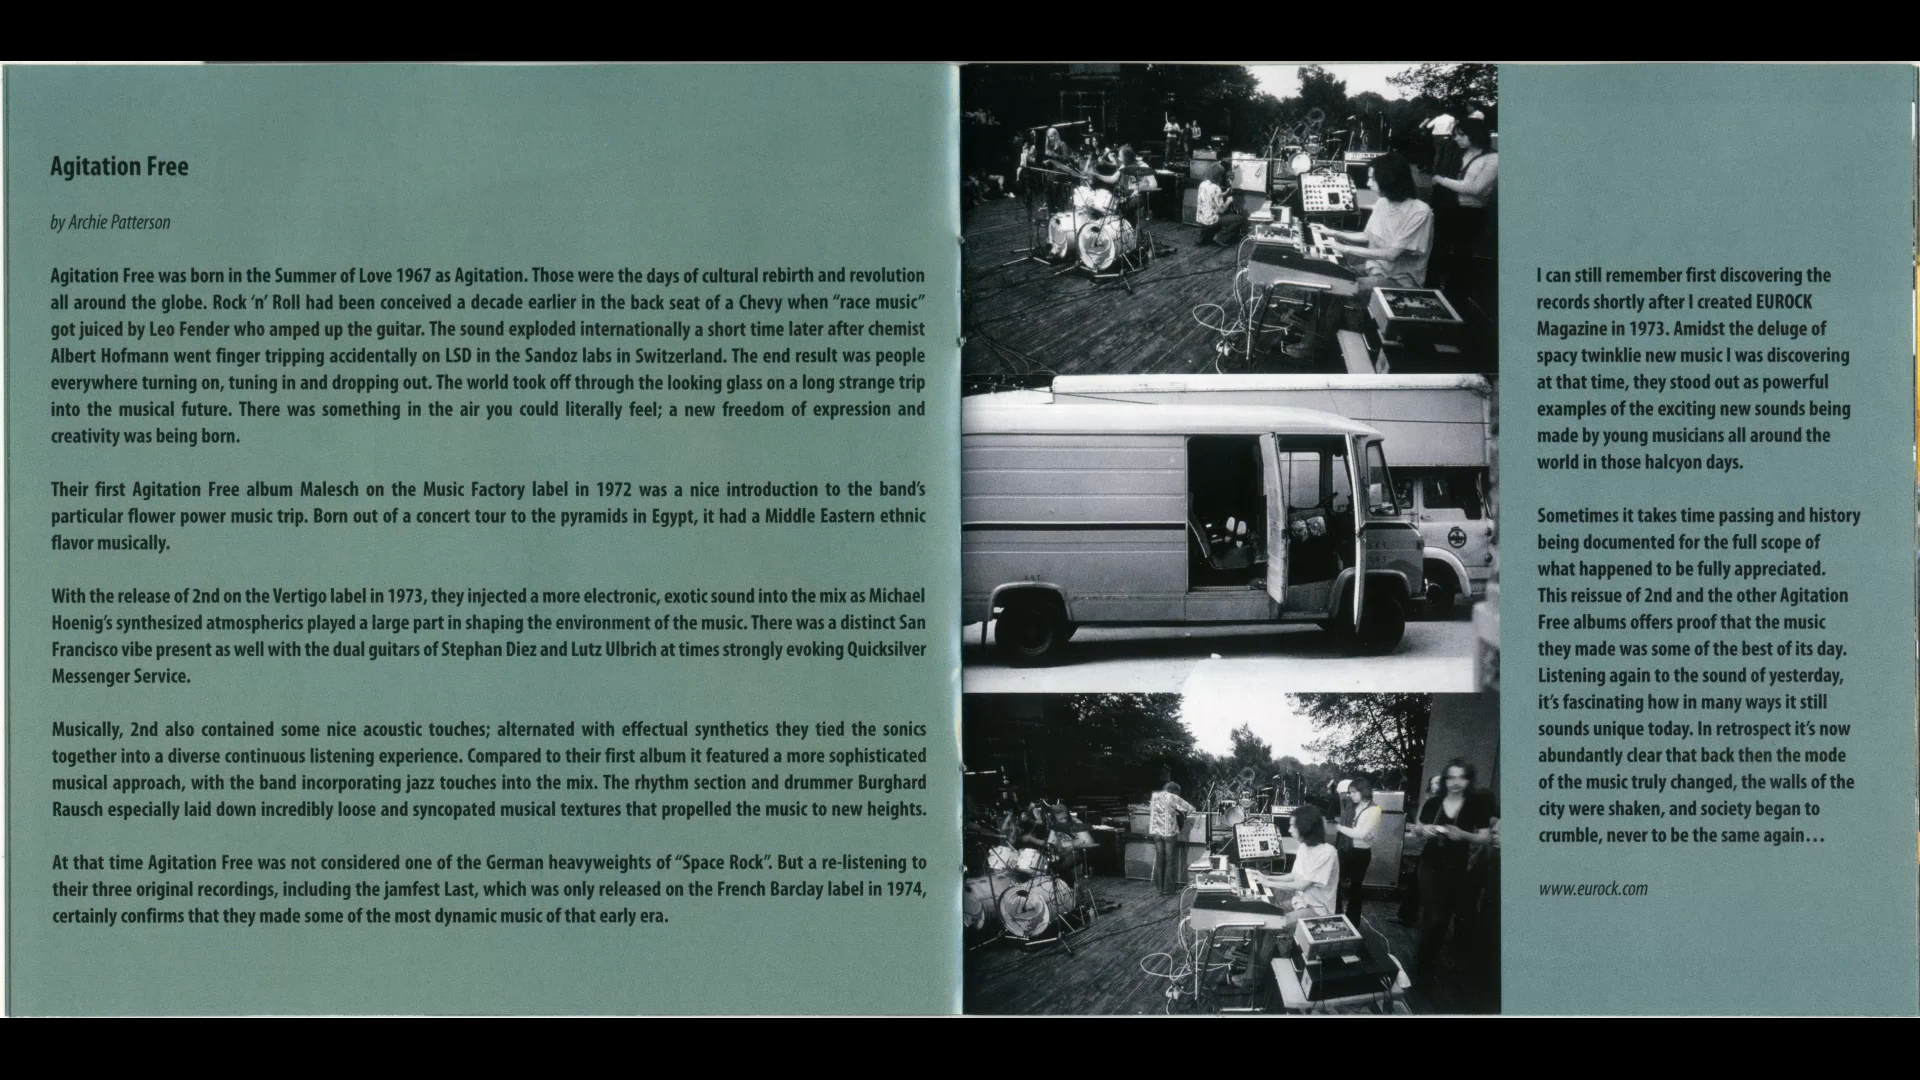 Agitation Free
by Archie Patterson
Agitation Free was born in the Summer of Love 1967 as Agitation. Those were the days of cultural rebirth and revolution
all around the globe. Rock ‘n’ Roll had been conceived a decade earlier in the back seat of a Chevy when “race music”
got juiced by Leo Fender who amped up the guitar. The sound exploded internationally a short time later after chemist
Albert Hofmann went finger tripping accidentally on LSD in the Sandoz labs in Switzerland. The end result was people
everywhere turning on, tuning in and dropping out. The world took off through the looking glass on a long strange trip
into the musical future. There was something in the air you could literally feel; a new freedom of expression and
creativity was being born.
Their first Agitation Free album Malesch on the Music Factory label in 1972 was a nice introduction to the band’s
particular flower power music trip. Born out of a concert tour to the pyramids in Egypt, it had a Middle Eastern ethnic
flavor musically.
With the release of 2nd on the Vertigo label in 1973, they injected a more electronic, exotic sound into the mix as Michael
Hoenig’s synthesized atmospherics played a large part in shaping the environment of the music. There was a distinct San
Francisco vibe present as well with the dual guitars of Stephan Diez and Lutz Ulbrich at times strongly evoking Quicksilver
Messenger Service.
Musically, 2nd also contained some nice acoustic touches; alternated with effectual synthetics they tied the sonics
together into a diverse continuous listening experience. Compared to their first album it featured a more sophisticated
musical approach, with the band incorporating jazz touches into the mix. The rhythm section and drummer Burghard
Rausch especially laid down incredibly loose and syncopated musical textures that propelled the music to new heights.
At that time Agitation Free was not considered one of the German heavyweights of “Space Rock”. But a re-listening to
their three original recordings, including the jamfest Last, which was only released on the French Barclay label in 1974,
certainly confirms that they made some of the most dynamic music of that early era.
I can still remember first discovering the
records shortly after I created EUROCK
Magazine in 1973. Amidst the deluge of
spacy twinklie new music I was discovering
at that time, they stood out as powerful
examples of the exciting new sounds being
made by young musicians all around the
world in those halcyon days.
Sometimes it takes time passing and history
being documented for the full scope of
what happened to be fully appreciated.
This reissue of 2nd and the other Agitation
Free albums offers proof that the music
they made was some of the best of its day.
Listening again to the sound of yesterday,
it’s fascinating how in many ways it still
sounds unique today. In retrospect it’s now
abundantly clear that back then the mode
of the music truly changed, the walls of the
city were shaken, and society began to
crumble, never to be the same again…
www.eurock.com